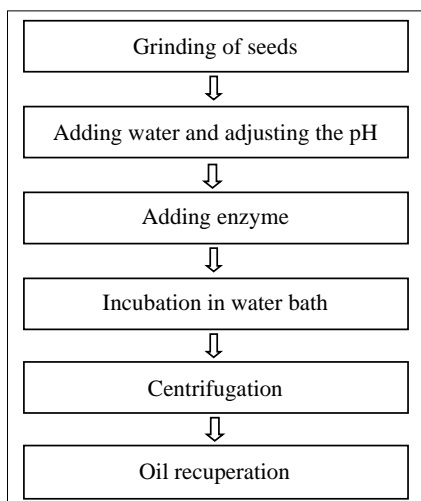 Grinding of seeds
Adding water and adjusting the pH
Adding enzyme
Incubation in water bath
Centrifugation
Oil recuperation